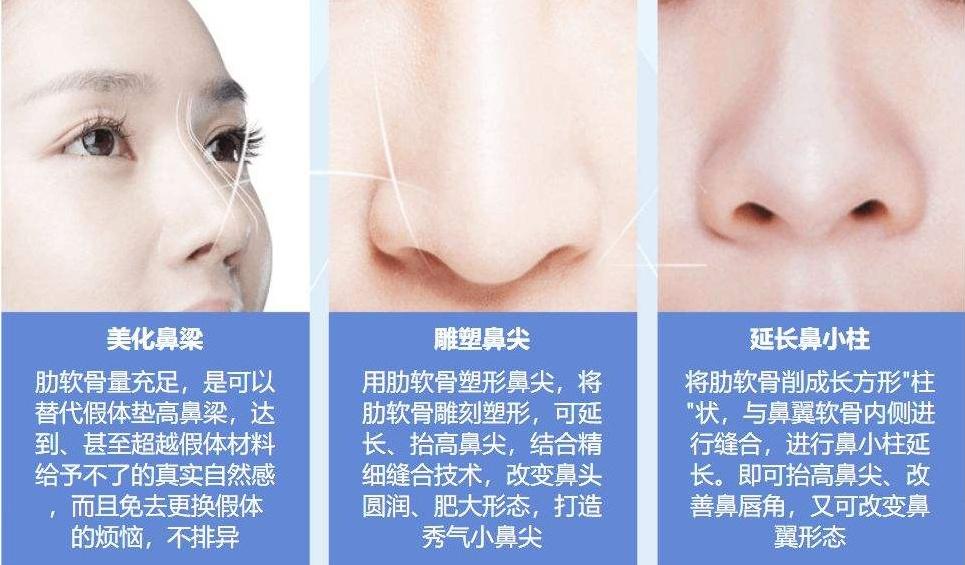 美化鼻梁
肋软骨量充足，是可以
替代假体垫高鼻梁，达
到、甚至超越假体材料
给予不了的真实自然感
，而且免去更换假体
的烦恼，不排异
雕塑鼻尖
用肋软骨塑形鼻尖，将
肋软骨雕刻塑形，可延
长、抬高鼻尖，结合精
细缝合技术，改变鼻头
圆润、肥大形态，打造
秀气小鼻尖
延长鼻小柱
将肋软骨削成长方形"柱
"状，与鼻翼软骨内侧进
行缝合，进行鼻小柱延
长。即可抬高鼻尖、改
善鼻唇角，又可改变鼻
翼形态